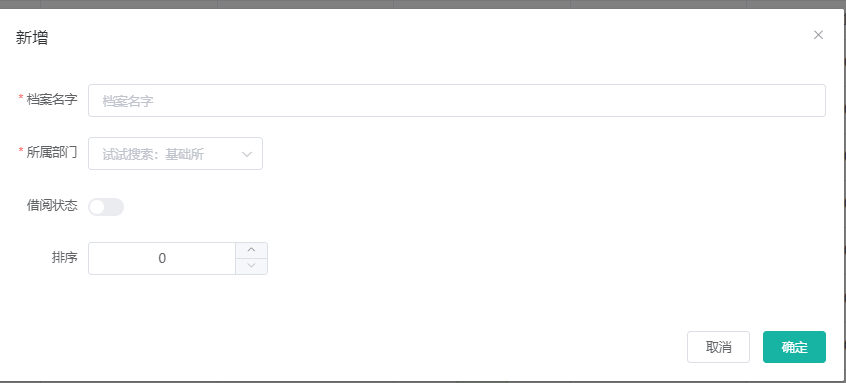 新增
* 档案名字 档案名字
* 所属部门 试试搜索：基础所
借阅状态
排序 0
取消 确定